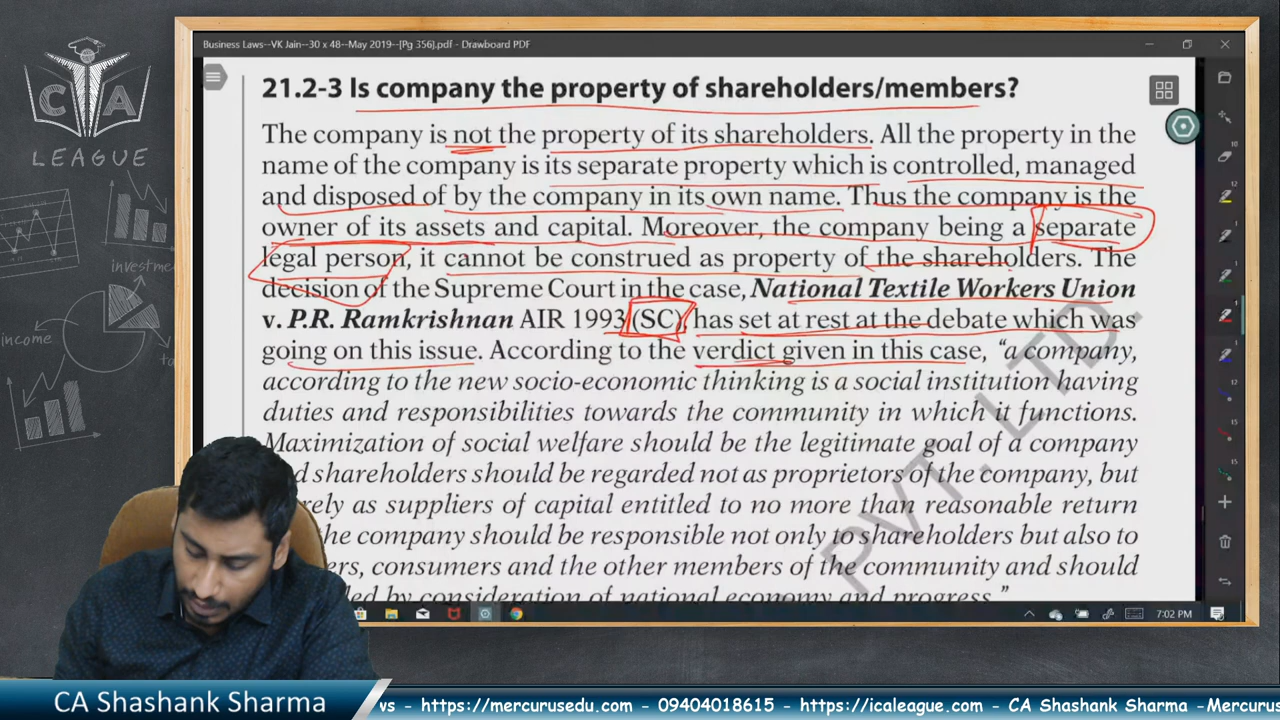 Business Laws--VK Jain--30 x 48--May 2019--[Pg 356].pdf - Drawboard PDF
C A
LEAGUE
21.2-3 Is company the property of shareholders/members?
The company is not the property of its shareholders. All the property in the
name of the company is its separate property which is controlled, managed
and disposed of by the company in its own name. Thus the company is the
owner of its assets and capital. Moreover, the company being a separate
legal person, it cannot be construed as property of the shareholders. The
decision of the Supreme Court in the case, National Textile Workers Union
v. P.R. Ramkrishnan AIR 1993 (SC), has set at rest at the debate which was
going on this issue. According to the verdict given in this case, “a company,
according to the new socio-economic thinking is a social institution having
duties and responsibilities towards the community in which it functions.
Maximization of social welfare should be the legitimate goal of a company
shareholders should be regarded not as proprietors of the company, but
as suppliers of capital entitled to no more than reasonable return
he company should be responsible not only to shareholders but also to
ers, consumers and the other members of the community and should
led by consideration of national economy and progress.”
PVT. LTD.
investme
income
to
7:02 PM
CA Shashank Sharma
vs - https://mercurusedu.com - 09404018615 - https://icaleague.com - CA Shashank Sharma -Mercurus